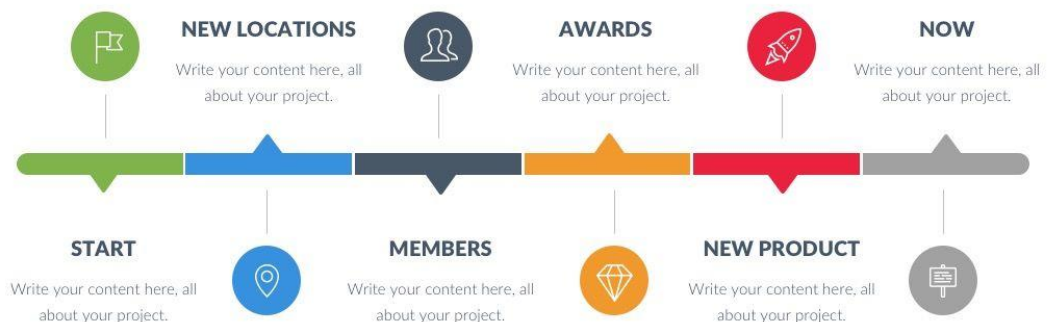 NEW LOCATIONS
Write your content here, all
about your project.
AWARDS
Write your content here, all
about your project.
NOW
Write your content here, all
about your project.
START
Write your content here, all
about your project.
MEMBERS
Write your content here, all
about your project.
NEW PRODUCT
Write your content here, all
about your project.